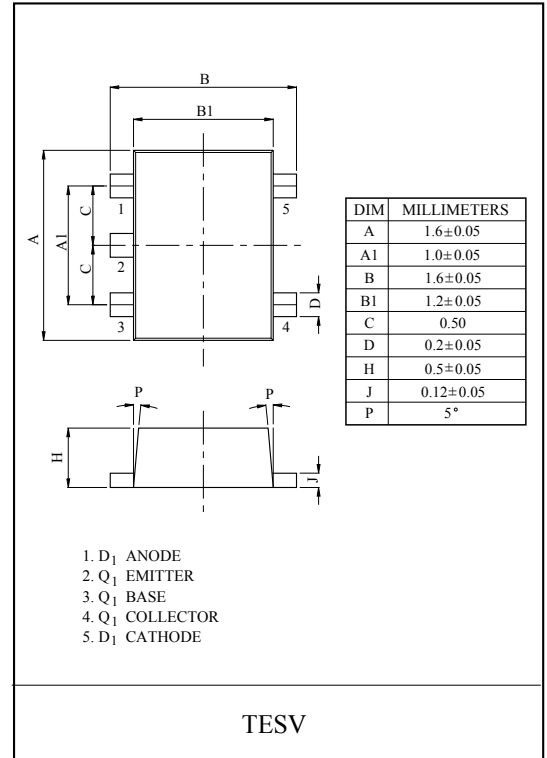 B
B1
A
A1
C
C
D
1
2
3
4
5
P
P
H
J
DIM MILLIMETERS
A 1.6±0.05
A1 1.0±0.05
B 1.6±0.05
B1 1.2±0.05
C 0.50
D 0.2±0.05
H 0.5±0.05
J 0.12±0.05
P 5°
1. D1 ANODE
2. Q1 EMITTER
3. Q1 BASE
4. Q1 COLLECTOR
5. D1 CATHODE
TESV